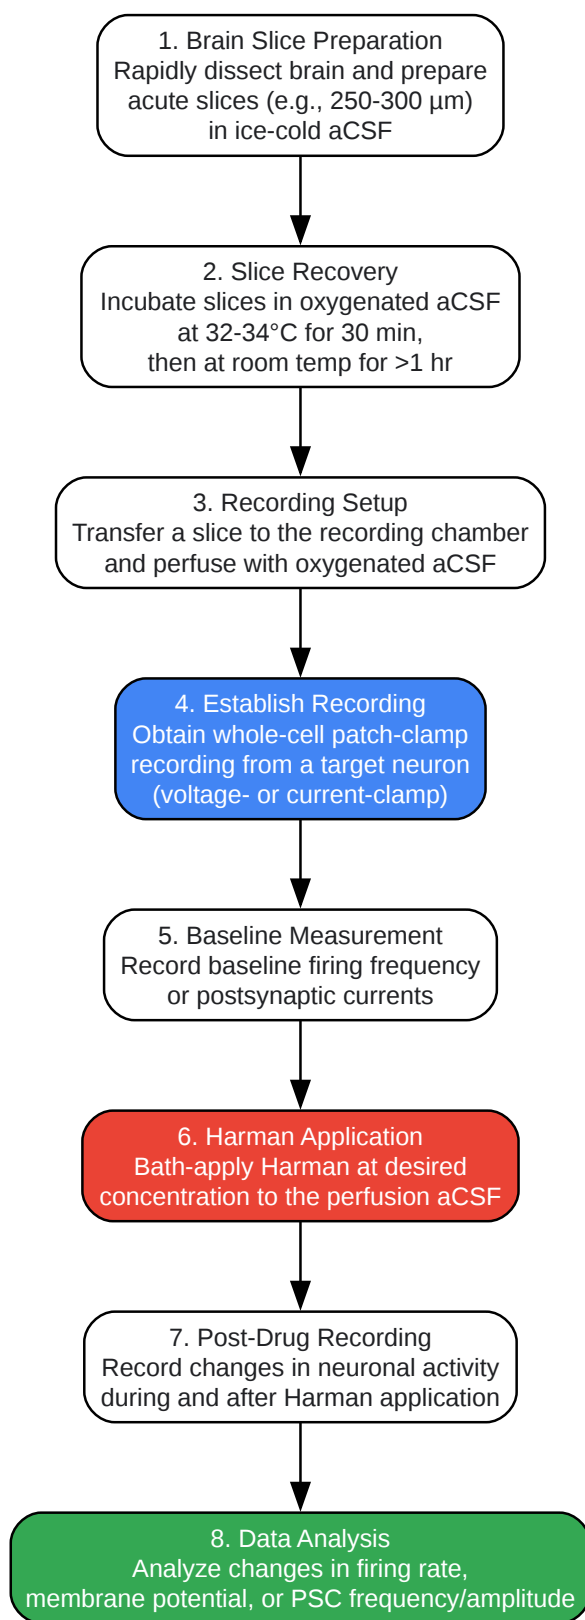 1. Brain Slice Preparation
Rapidly dissect brain and prepare
acute slices (e.g., 250-300 µm)
in ice-cold aCSF
2. Slice Recovery
Incubate slices in oxygenated aCSF
at 32-34°C for 30 min,
then at room temp for >1 hr
3. Recording Setup
Transfer a slice to the recording chamber
and perfuse with oxygenated aCSF
4. Establish Recording
Obtain whole-cell patch-clamp
recording from a target neuron
(voltage- or current-clamp)
5. Baseline Measurement
Record baseline firing frequency
or postsynaptic currents
6. Harman Application
Bath-apply Harman at desired
concentration to the perfusion aCSF
7. Post-Drug Recording
Record changes in neuronal activity
during and after Harman application
8. Data Analysis
Analyze changes in firing rate,
membrane potential, or PSC frequency/amplitude